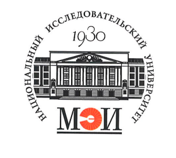 НАЦИОНАЛЬНЫЙ ИССЛЕДОВАТЕЛЬСКИЙ УНИВЕРСИТЕТ
1930
МЭИ